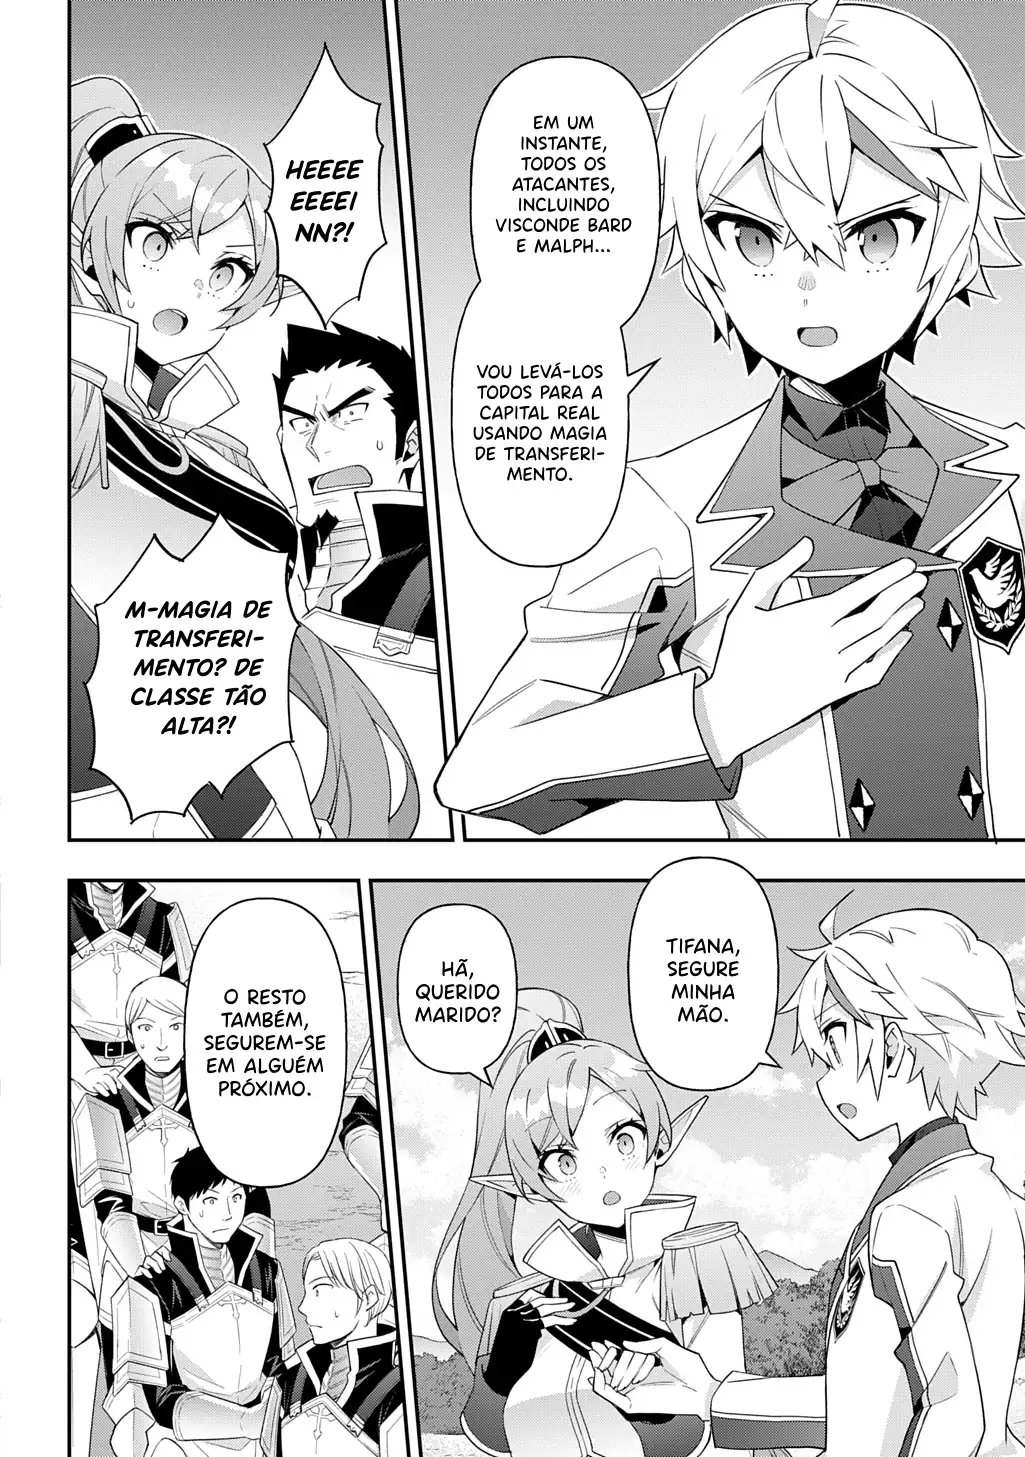 EM UM
INSTANTE,
TODOS OS
ATACANTES,
INCLUINDO
VISCONDE BARD
E MALPH...
VOU LEVÁ-LOS
TODOS PARA A
CAPITAL REAL
USANDO MAGIA
DE TRANSFERI-
MENTO.
HEEEE
EEEEI
NN?!
M-MAGIA DE
TRANSFERI-
MENTO? DE
CLASSE TÃO
ALTA?!
TIFANA,
SEGURE
MINHA
MÃO.
HÃ,
QUERIDO
MARIDO?
O RESTO
TAMBÉM,
SEGUREM-SE
EM ALGUÉM
PRÓXIMO.